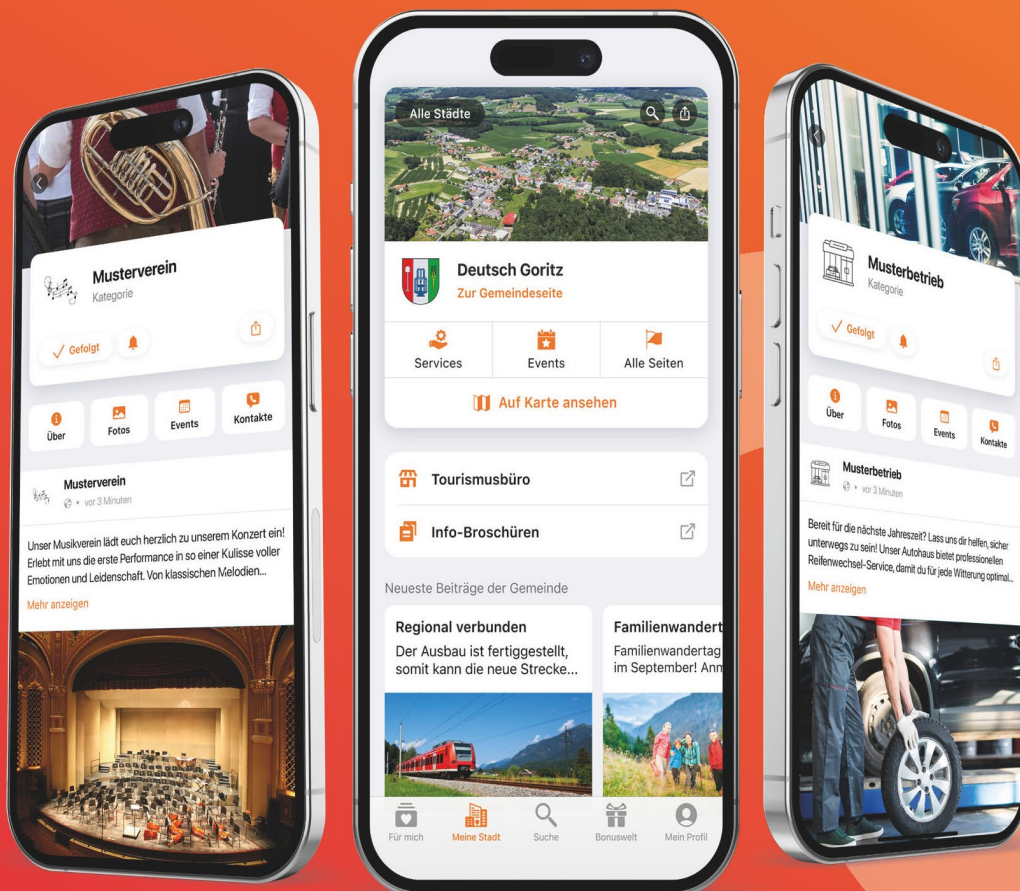 Musterverein
Kategorie
Gefolgt
Über
Fotos
Events
Kontakte
Musterverein
vor 3 Minuten
Unser Musikverein lädt euch herzlich zu unserem Konzert ein!
Erlebt mit uns die erste Performance in so einer Kulisse voller
Emotionen und Leidenschaft. Von klassischen Melodien...
Mehr anzeigen
Alle Städte
Deutsch Goritz
Zur Gemeindeseite
Services
Events
Alle Seiten
Auf Karte ansehen
Tourismusbüro
Info-Broschüren
Neueste Beiträge der Gemeinde
Regional verbunden
Der Ausbau ist fertiggestellt,
somit kann die neue Strecke...
Familienwandert
Familienwandertag
im September! Anm
Für mich
Meine Stadt
Suche
Bonuswelt
Mein Profil
Musterbetrieb
Kategorie
Gefolgt
Über
Fotos
Events
Kontakte
Musterbetrieb
vor 3 Minuten
Bereit für die nächste Jahreszeit? Lass uns dir helfen, sicher
unterwegs zu sein! Unser Autohaus bietet professionellen
Reifenwechsel-Service, damit du für jede Witterung optimal...
Mehr anzeigen